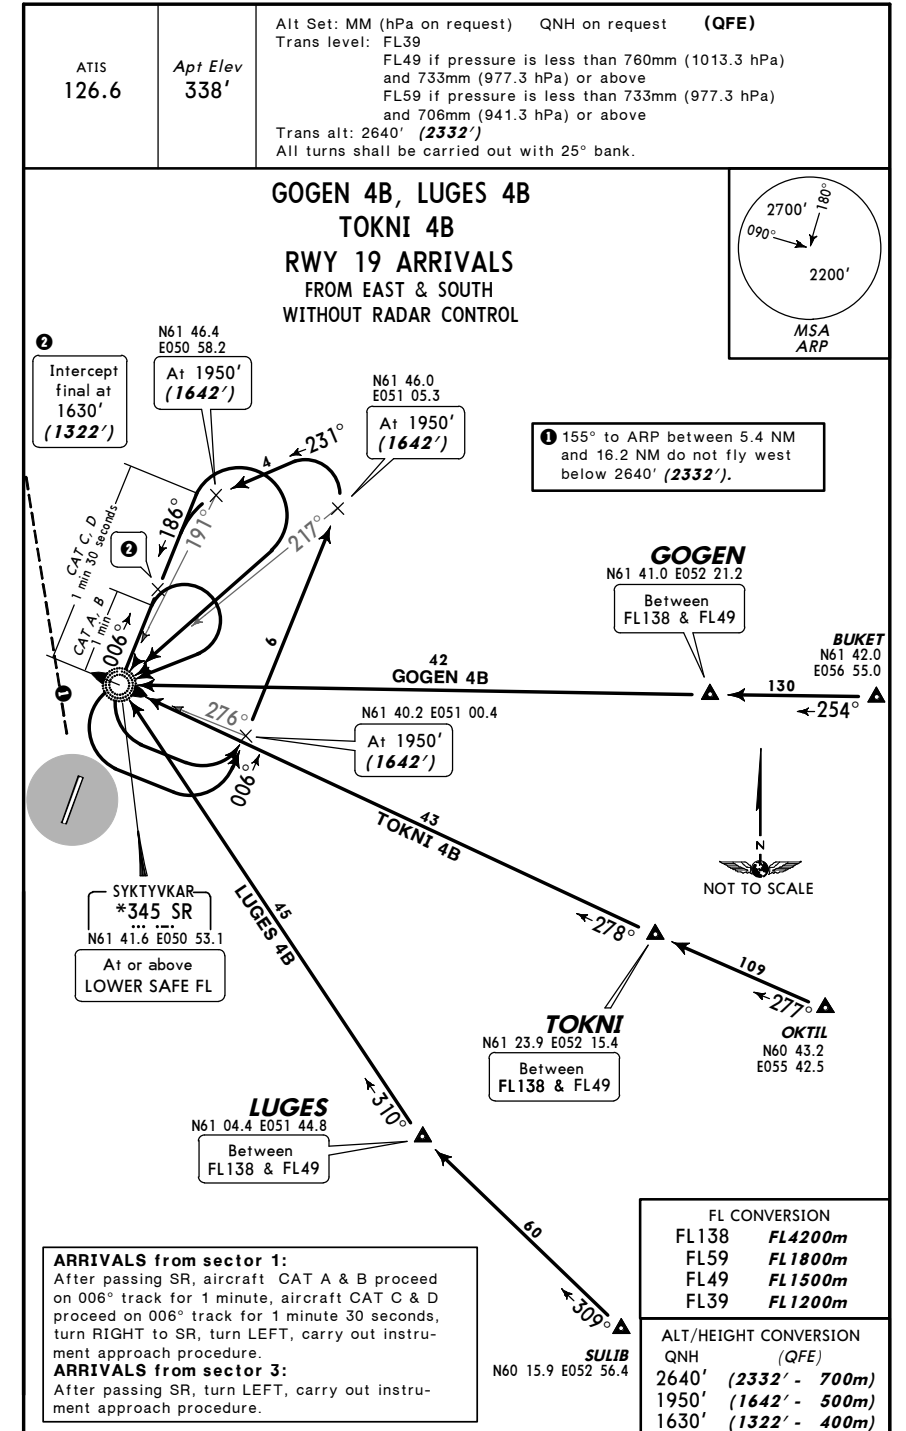 ATIS
126.6
Apt Elev
338'
Alt Set: MM (hPa on request) QNH on request (QFE)
Trans level: FL39
FL49 if pressure is less than 760mm (1013.3 hPa)
and 733mm (977.3 hPa) or above
FL59 if pressure is less than 733mm (977.3 hPa)
and 706mm (941.3 hPa) or above
Trans alt: 2640' (2332')
All turns shall be carried out with 25° bank.
GOGEN 4B, LUGES 4B
TOKNI 4B
RWY 19 ARRIVALS
FROM EAST & SOUTH
WITHOUT RADAR CONTROL
2700'
180°
090°
2200'
MSA
ARP
2
Intercept
final at
1630'
(1322')
N61 46.4
E050 58.2
At 1950'
(1642')
N61 46.0
E051 05.3
At 1950'
(1642')
1 155° to ARP between 5.4 NM
and 16.2 NM do not fly west
below 2640' (2332').
231°
4
186°
191°
217°
CAT C, D
1 min 30 seconds
2
CAT A, B
1 min
006°
6
1
GOGEN
N61 41.0 E052 21.2
Between
FL138 & FL49
BUKET
N61 42.0
E056 55.0
42
GOGEN 4B
130
254°
276°
N61 40.2 E051 00.4
At 1950'
(1642')
006°
43
TOKNI 4B
N
NOT TO SCALE
SYKTYVKAR
*345 SR
N61 41.6 E050 53.1
At or above
LOWER SAFE FL
45
LUGES 4B
278°
109
277°
TOKNI
N61 23.9 E052 15.4
Between
FL138 & FL49
OKTIL
N60 43.2
E055 42.5
310°
LUGES
N61 04.4 E051 44.8
Between
FL138 & FL49
60
309°
SULIB
N60 15.9 E052 56.4
ARRIVALS from sector 1:
After passing SR, aircraft CAT A & B proceed
on 006° track for 1 minute, aircraft CAT C & D
proceed on 006° track for 1 minute 30 seconds,
turn RIGHT to SR, turn LEFT, carry out instru-
ment approach procedure.
ARRIVALS from sector 3:
After passing SR, turn LEFT, carry out instru-
ment approach procedure.
FL CONVERSION
FL138 FL4200m
FL59 FL1800m
FL49 FL1500m
FL39 FL1200m
ALT/HEIGHT CONVERSION
QNH (QFE)
2640' (2332' - 700m)
1950' (1642' - 500m)
1630' (1322' - 400m)